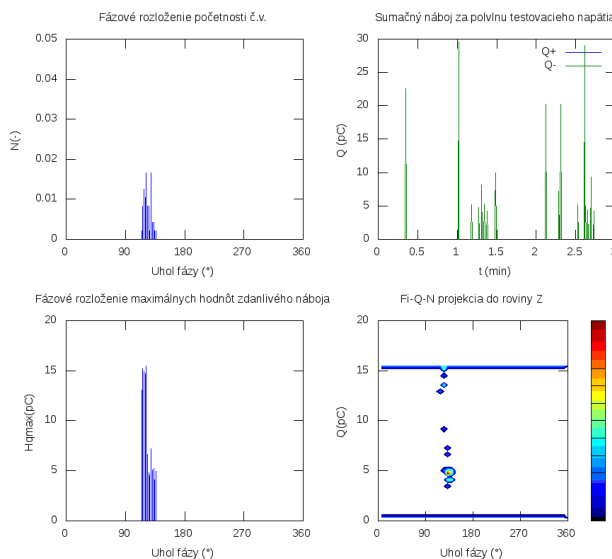 Fázové rozloženie početnosti č.v.
0.05
0.04
0.03
0.02
0.01
0
N(-)
0 90 180 270 360
Uhol fázy (°)
Sumačný náboj za polvlnu testovacieho napätia
Q+
Q-
30
25
20
15
10
5
0
Q (pC)
0 0.5 1 1.5 2 2.5 3
t (min)
Fázové rozloženie maximálnych hodnôt zdanlivého náboja
20
15
10
5
0
Hqmax(pC)
0 90 180 270 360
Uhol fázy (°)
Fi-Q-N projekcia do roviny Z
20
15
10
5
0
Q(pC)
0 90 180 270 360
Uhol fázy (°)